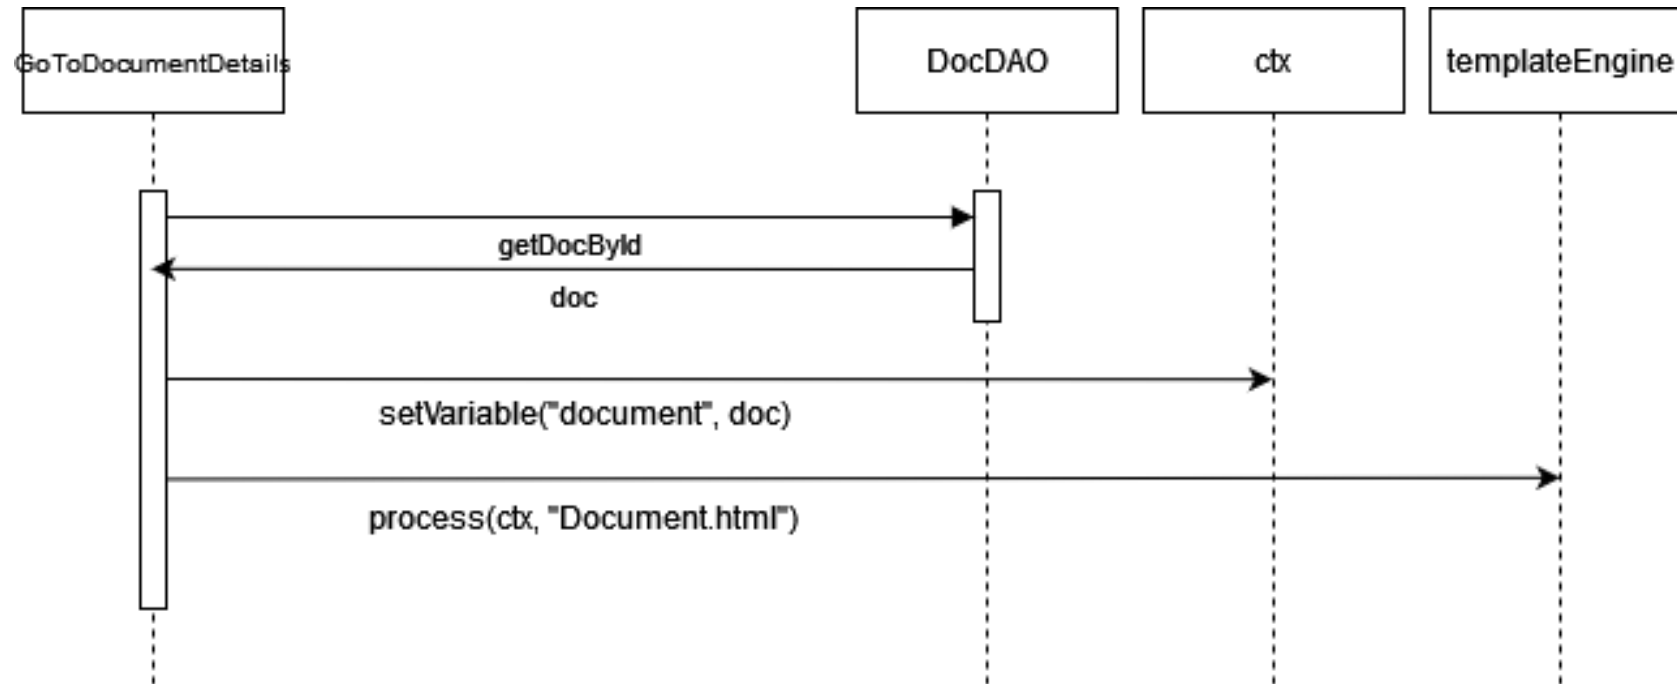 GoToDocumentDetails
DocDAO
ctx
templateEngine
getDocById
doc
setVariable("document", doc)
process(ctx, "Document.html")